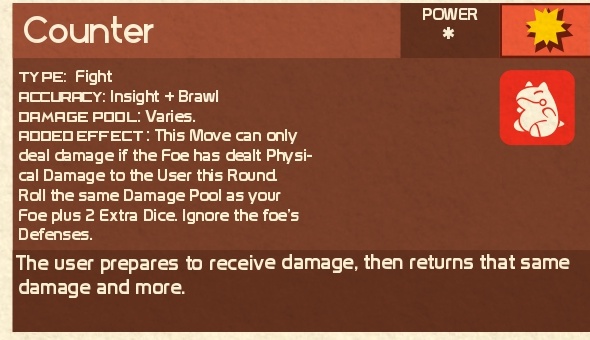 Counter
POWER
*
TYPE: Fight
ACCURACY: Insight + Brawl
DAMAGE POOL: Varies.
ADDED EFFECT: This Move can only
deal damage if the Foe has dealt Physi-
cal Damage to the User this Round.
Roll the same Damage Pool as your
Foe plus 2 Extra Dice. Ignore the foe's
Defenses.
The user prepares to receive damage, then returns that same
damage and more.